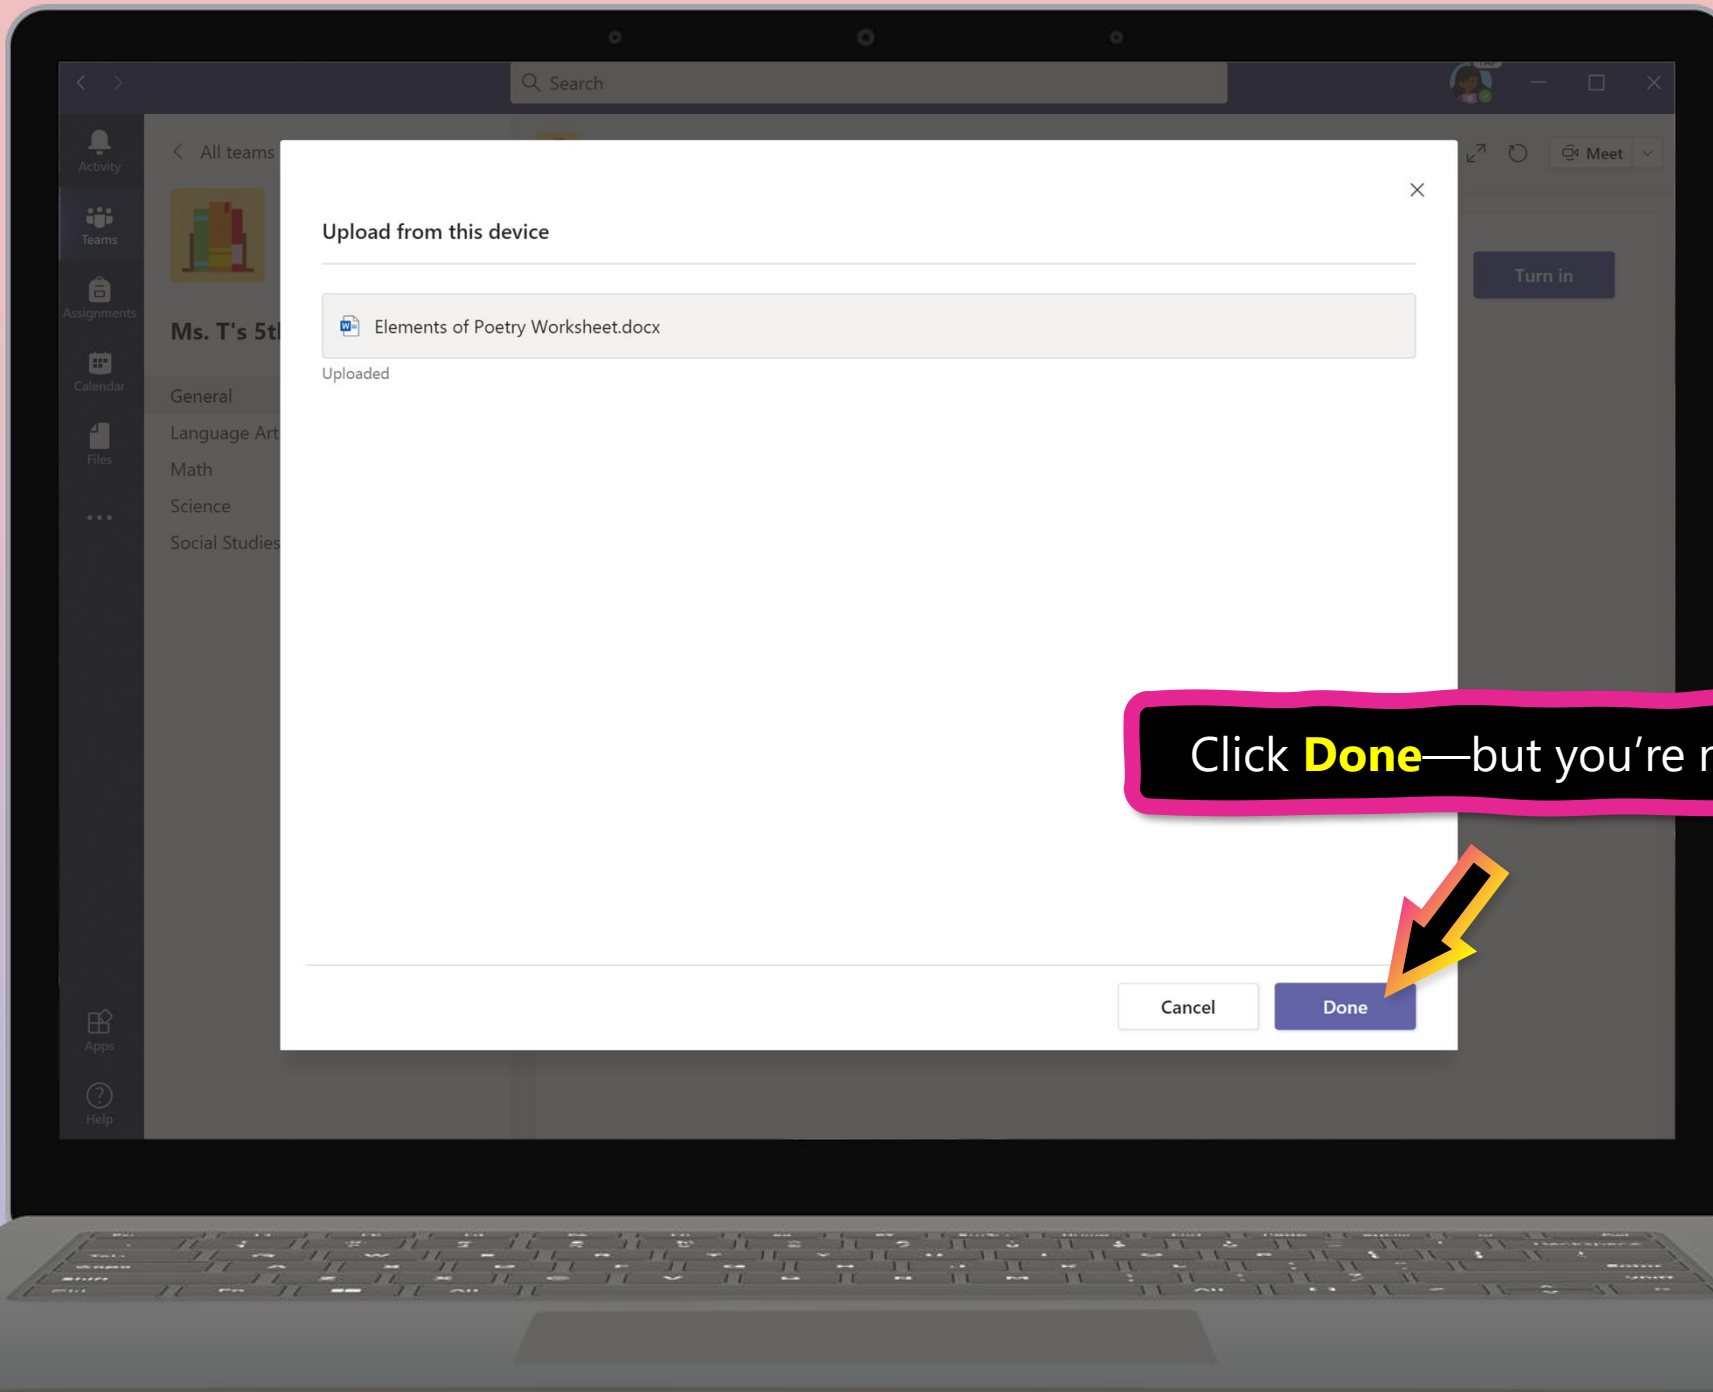 Search
Activity
Teams
Assignments
Calendar
Files
Apps
Help
All teams
Ms. T's 5th
General
Language Art
Math
Science
Social Studies
Meet
Turn in
Upload from this device
Elements of Poetry Worksheet.docx
Uploaded
Click Done—but you're
Cancel
Done